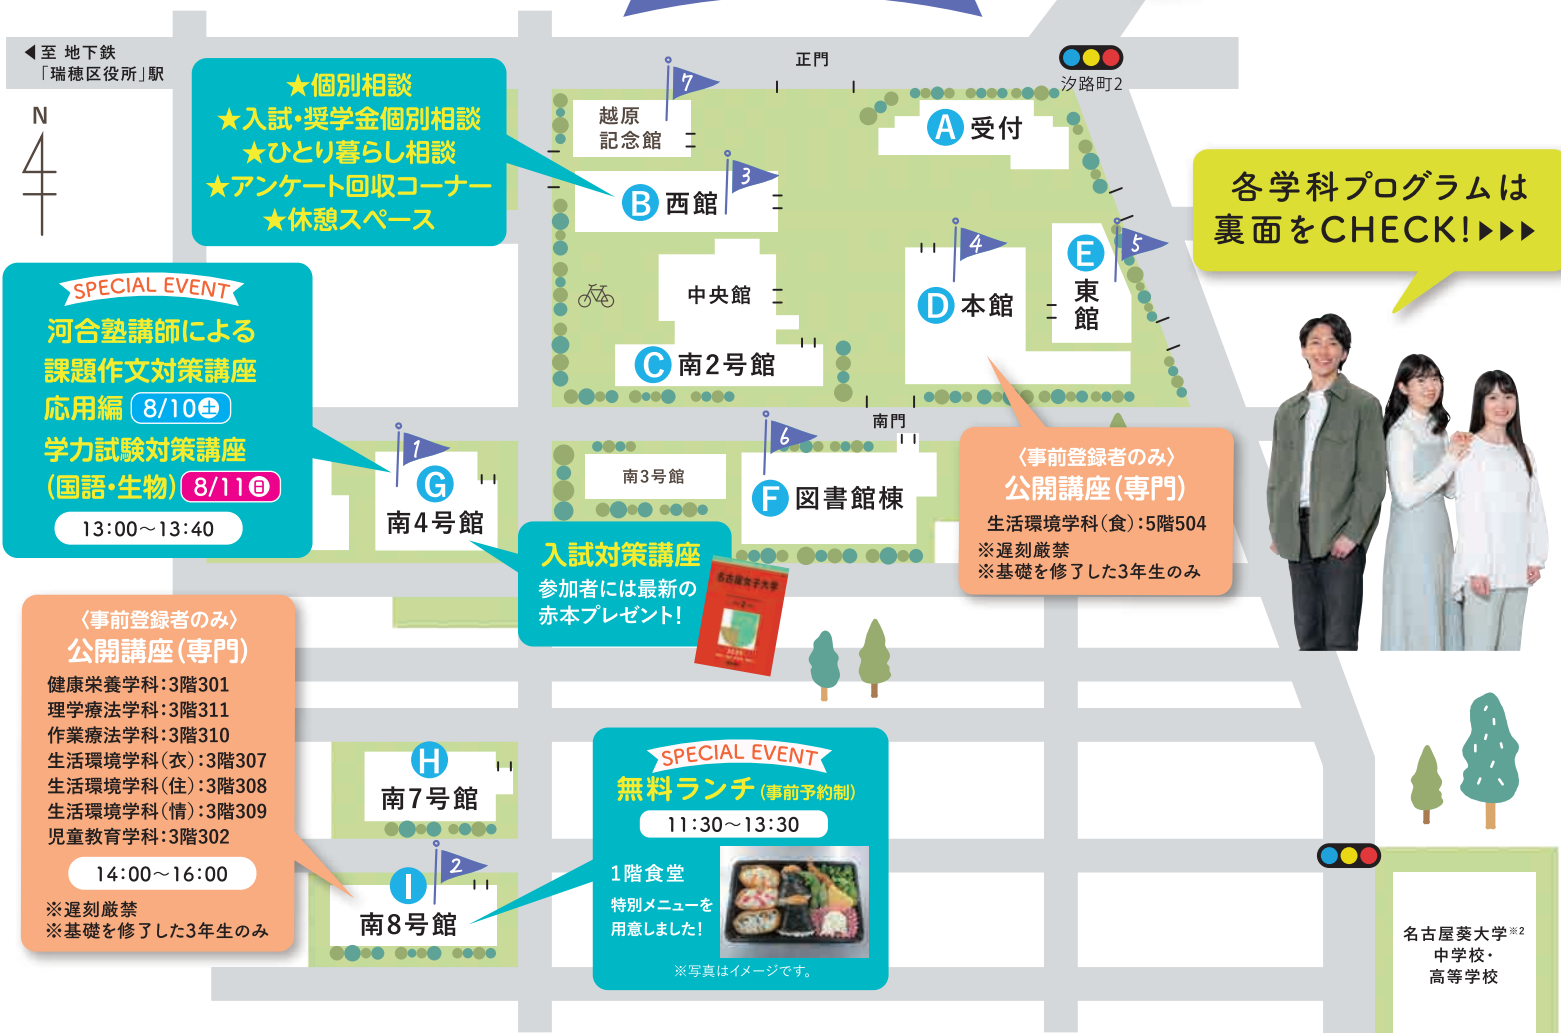 ◀至 地下鉄
「瑞穂区役所」駅
N
★個別相談
★入試・奨学金個別相談
★ひとり暮らし相談
★アンケート回収コーナー
★休憩スペース
7
越原
記念館
正門
汐路町2
A 受付
3
B 西館
中央館
C 南2号館
4
D 本館
5
E 東館
各学科プログラムは
裏面をCHECK!▶▶▶
SPECIAL EVENT
河合塾講師による
課題作文対策講座
応用編 8/10土
学力試験対策講座
(国語・生物) 8/11日
13:00〜13:40
1
G
南4号館
南3号館
南門
6
F 図書館棟
入試対策講座
参加者には最新の
赤本プレゼント!
名古屋女子大学
〈事前登録者のみ〉
公開講座(専門)
生活環境学科(食):5階504
※遅刻厳禁
※基礎を修了した3年生のみ
〈事前登録者のみ〉
公開講座(専門)
健康栄養学科:3階301
理学療法学科:3階311
作業療法学科:3階310
生活環境学科(衣):3階307
生活環境学科(住):3階308
生活環境学科(情):3階309
児童教育学科:3階302
14:00〜16:00
※遅刻厳禁
※基礎を修了した3年生のみ
H
南7号館
2
I
南8号館
SPECIAL EVENT
無料ランチ(事前予約制)
11:30〜13:30
1階食堂
特別メニューを
用意しました!
※写真はイメージです。
名古屋葵大学※2
中学校・
高等学校